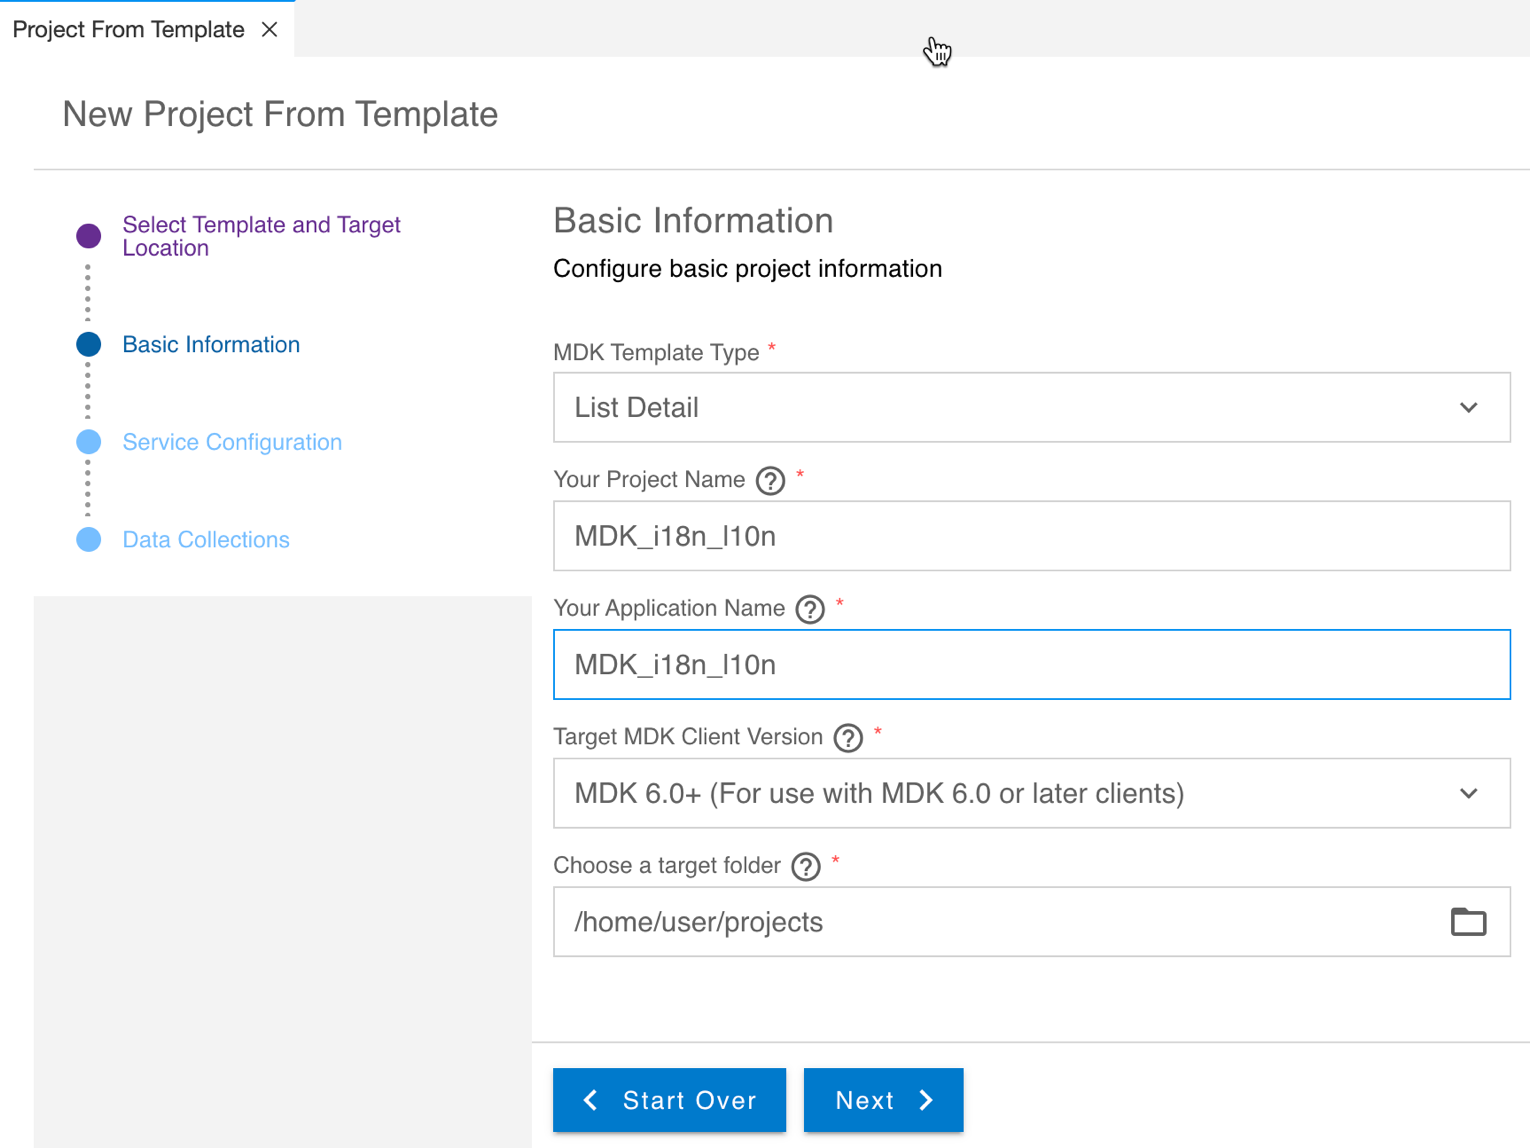 Project From Template
New Project From Template
Select Template and Target
Location
Basic Information
Service Configuration
Data Collections
Basic Information
Configure basic project information
MDK Template Type *
List Detail
Your Project Name ? *
MDK_i18n_l10n
Your Application Name ? *
MDK_i18n_l10n
Target MDK Client Version ? *
MDK 6.0+ (For use with MDK 6.0 or later clients)
Choose a target folder ? *
/home/user/projects
Start Over
Next